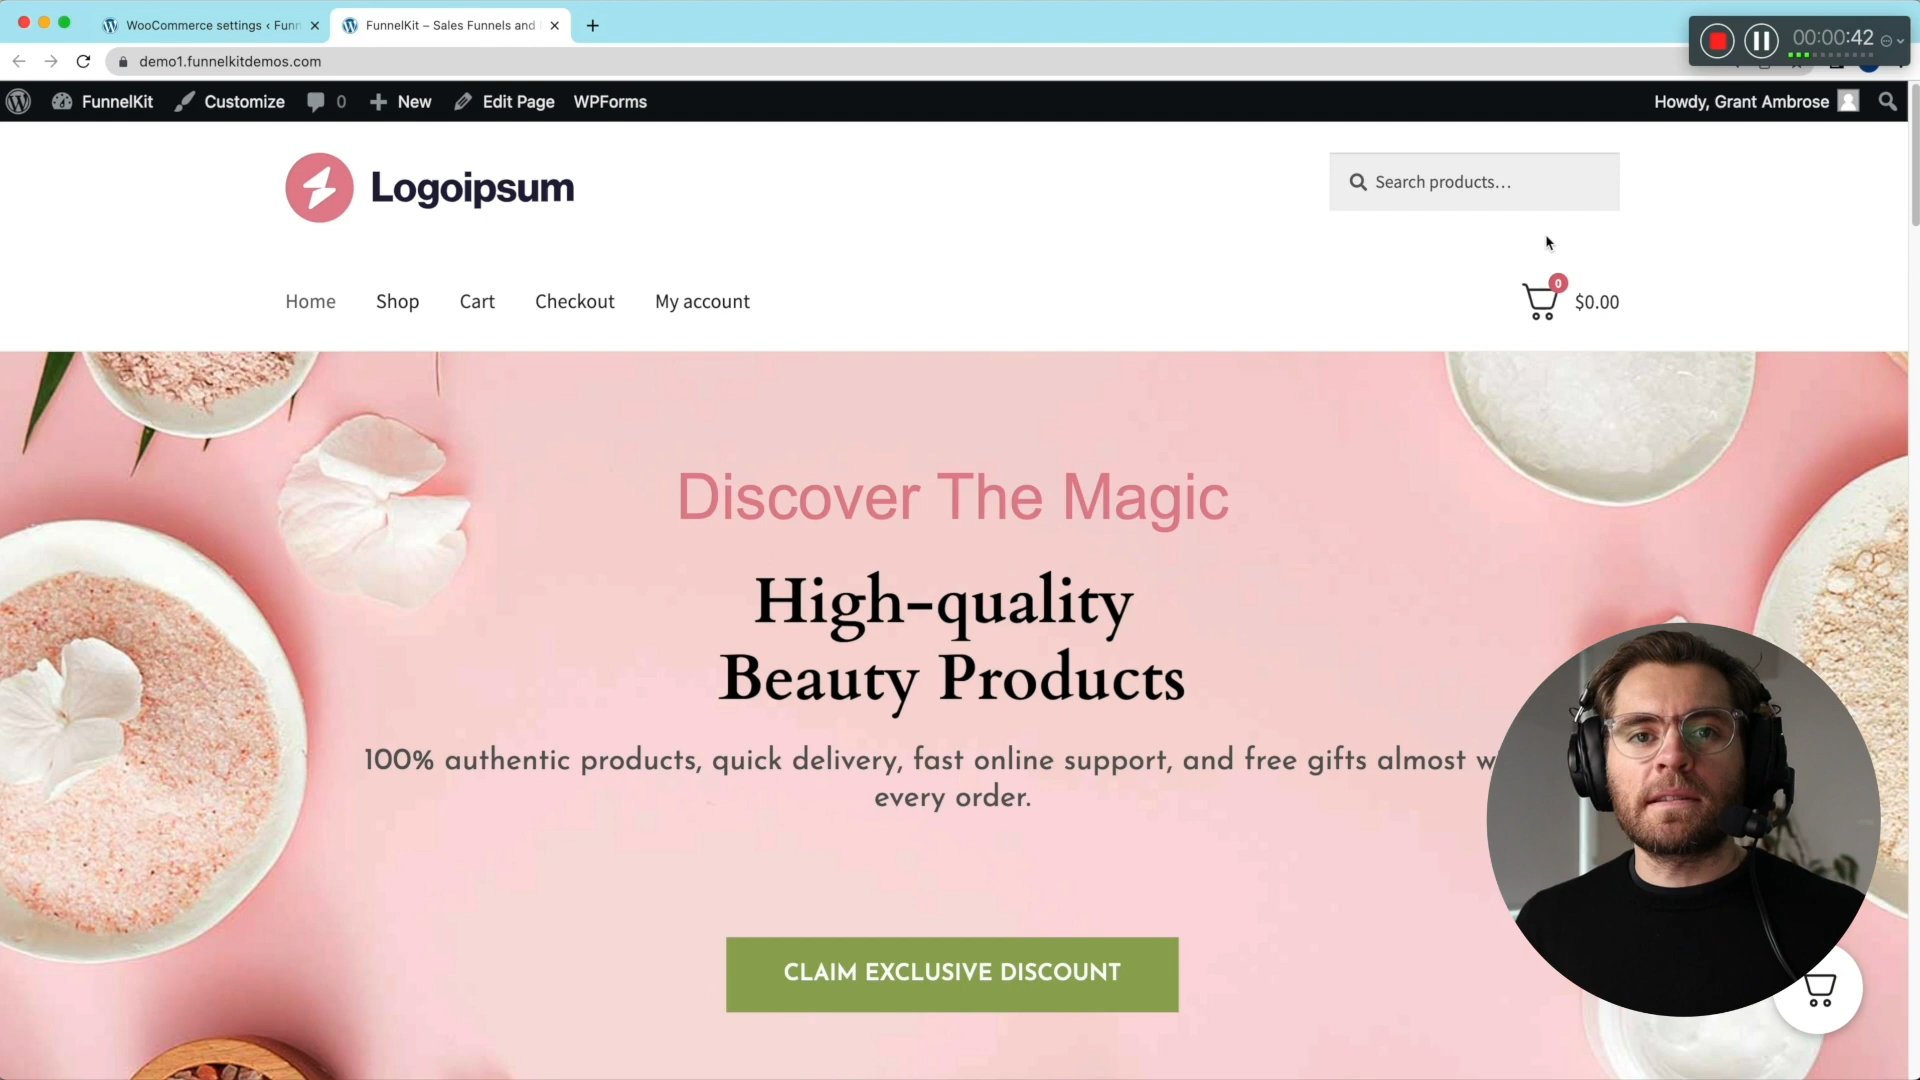 WooCommerce settings ‹ Funn
FunnelKit – Sales Funnels and
00:00:42
demo1.funnelkitdemos.com
FunnelKit
Customize
0
New
Edit Page
WPForms
Howdy, Grant Ambrose
Logoipsum
Search products…
Home
Shop
Cart
Checkout
My account
0
$0.00
Discover The Magic
High-quality
Beauty Products
100% authentic products, quick delivery, fast online support, and free gifts almost w
every order.
CLAIM EXCLUSIVE DISCOUNT